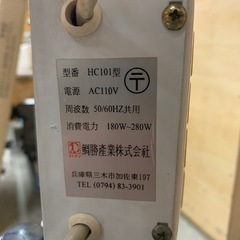 型番 HC101型
電源 AC110V
周波数 50/60HZ共用
消費電力 180W~280W
鯛勝産業株式会社
兵庫県三木市加佐東197
TEL (0794) 83-3901